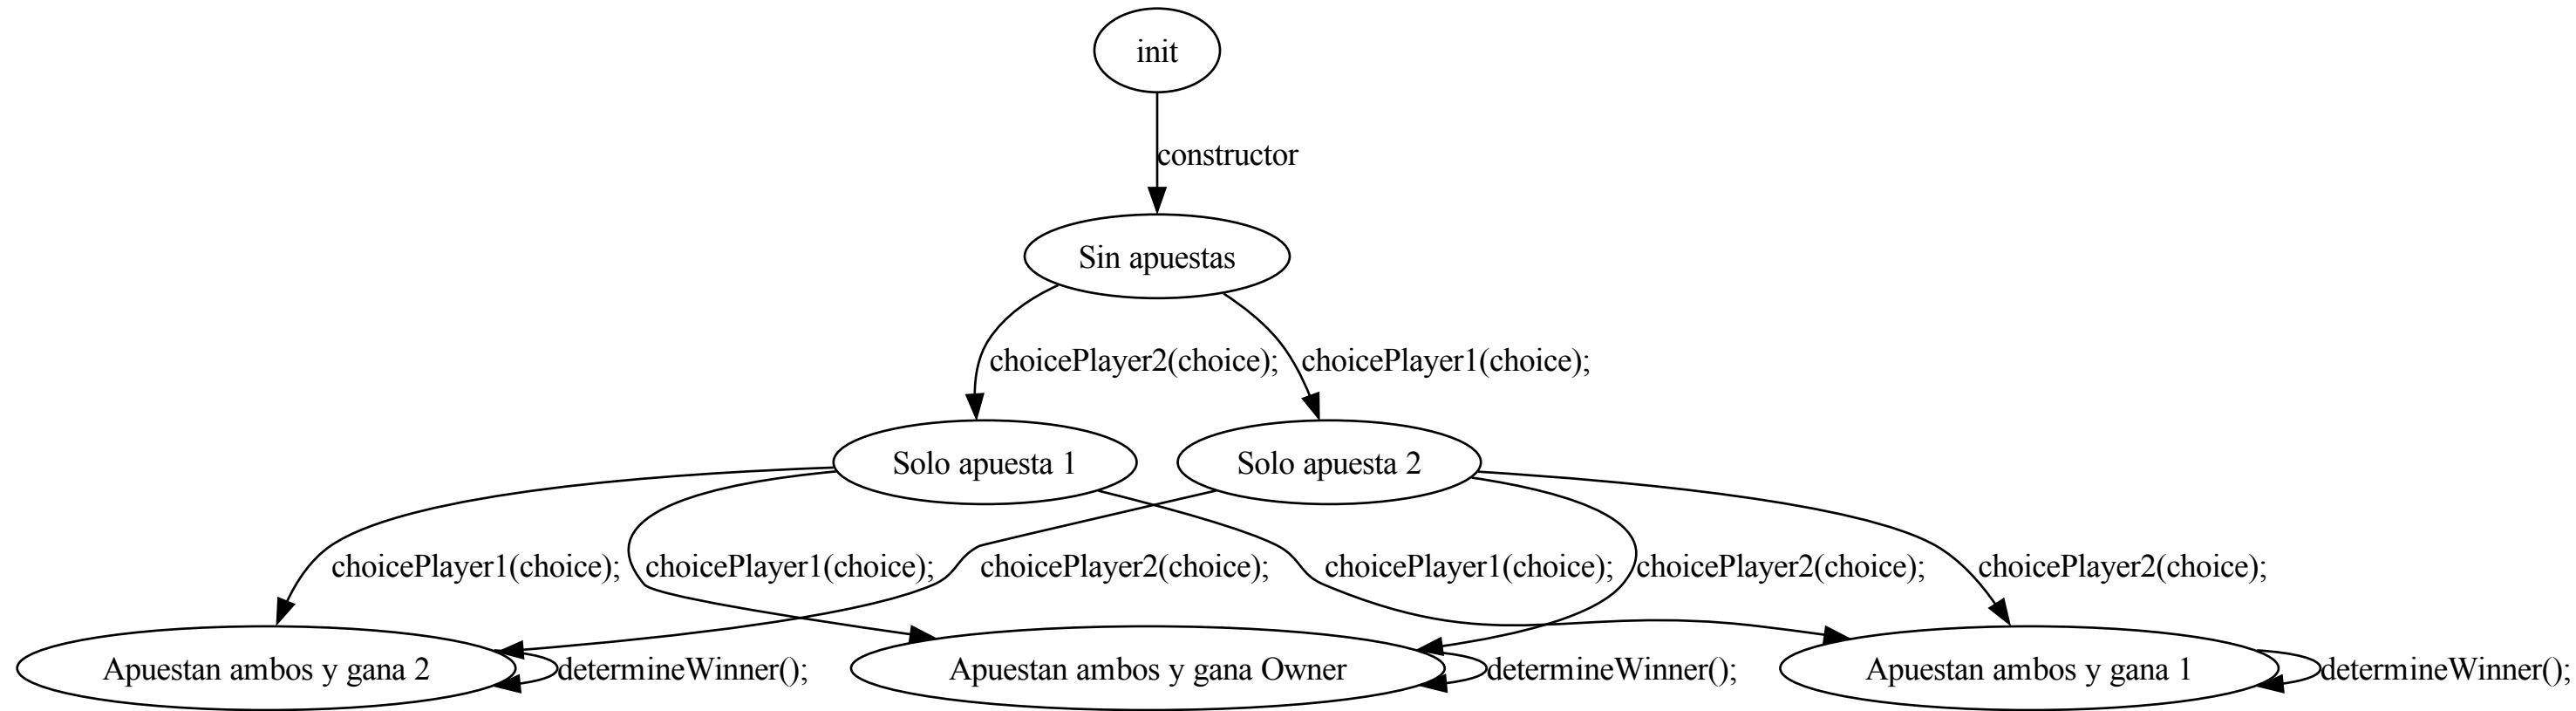 init
constructor
Sin apuestas
choicePlayer2(choice);
choicePlayer1(choice);
Solo apuesta 1
Solo apuesta 2
choicePlayer1(choice);
choicePlayer1(choice);
choicePlayer2(choice);
choicePlayer1(choice);
choicePlayer2(choice);
choicePlayer2(choice);
Apuestan ambos y gana 2
determineWinner();
Apuestan ambos y gana Owner
determineWinner();
Apuestan ambos y gana 1
determineWinner();